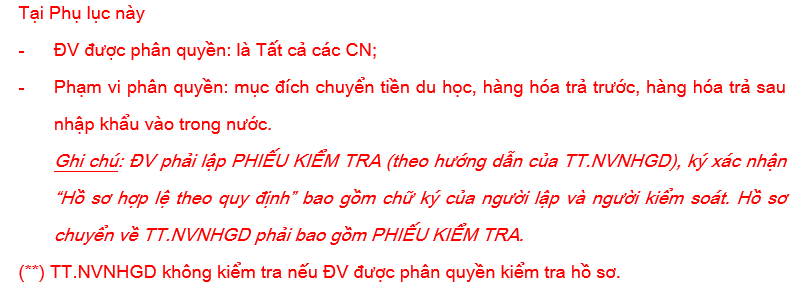 Tại Phụ lục này
- ĐV được phân quyền: là Tất cả các CN;
- Phạm vi phân quyền: mục đích chuyển tiền du học, hàng hóa trả trước, hàng hóa trả sau
nhập khẩu vào trong nước.
Ghi chú: ĐV phải lập PHIẾU KIỂM TRA (theo hướng dẫn của TT.NVNHGD), ký xác nhận
“Hồ sơ hợp lệ theo quy định” bao gồm chữ ký của người lập và người kiểm soát. Hồ sơ
chuyển về TT.NVNHGD phải bao gồm PHIẾU KIỂM TRA.
(**) TT.NVNHGD không kiểm tra nếu ĐV được phân quyền kiểm tra hồ sơ.